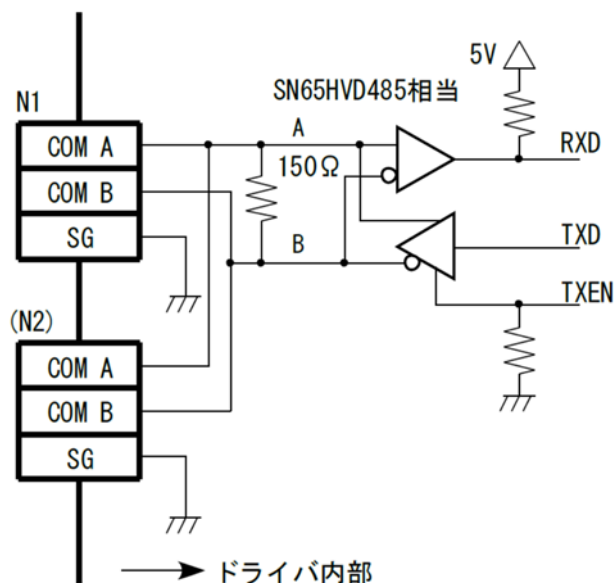 5V
SN65HVD485相当
N1
A
RXD
COM A
150Ω
COM B
SG
B
TXD
TXEN
(N2)
COM A
COM B
SG
ドライバ内部